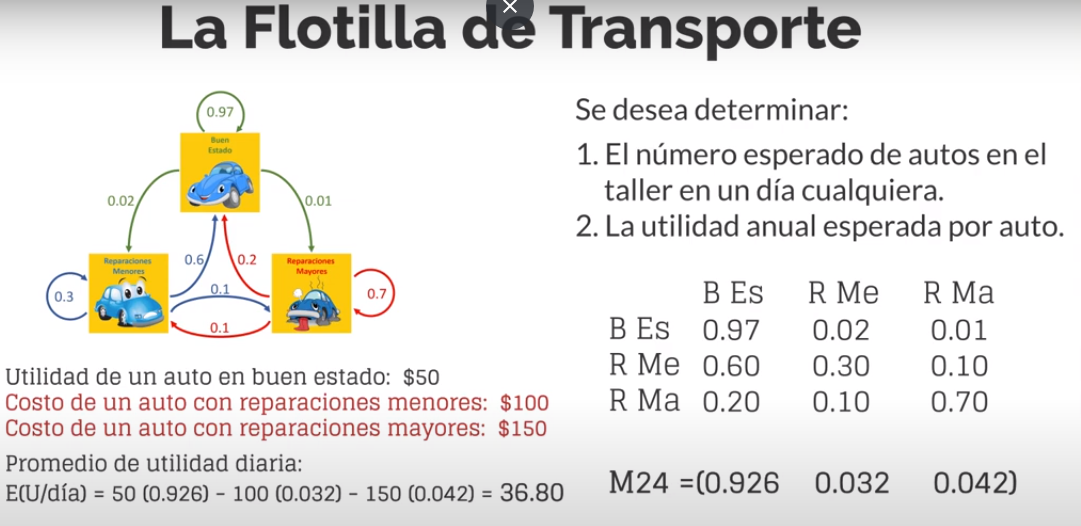 La Flotilla de Transporte
0.97
Buen
Estado
0.02
0.01
Reparaciones
Menores
0.6
0.2
Reparaciones
Mayores
0.3
0.1
0.7
0.1
Utilidad de un auto en buen estado: $50
Costo de un auto con reparaciones menores: $100
Costo de un auto con reparaciones mayores: $150
Promedio de utilidad diaria:
E(U/día) = 50 (0.926) - 100 (0.032) - 150 (0.042) = 36.80
Se desea determinar:
1. El número esperado de autos en el
taller en un día cualquiera.
2. La utilidad anual esperada por auto.
B Es R Me R Ma
B Es 0.97 0.02 0.01
R Me 0.60 0.30 0.10
R Ma 0.20 0.10 0.70
M24 =(0.926 0.032 0.042)